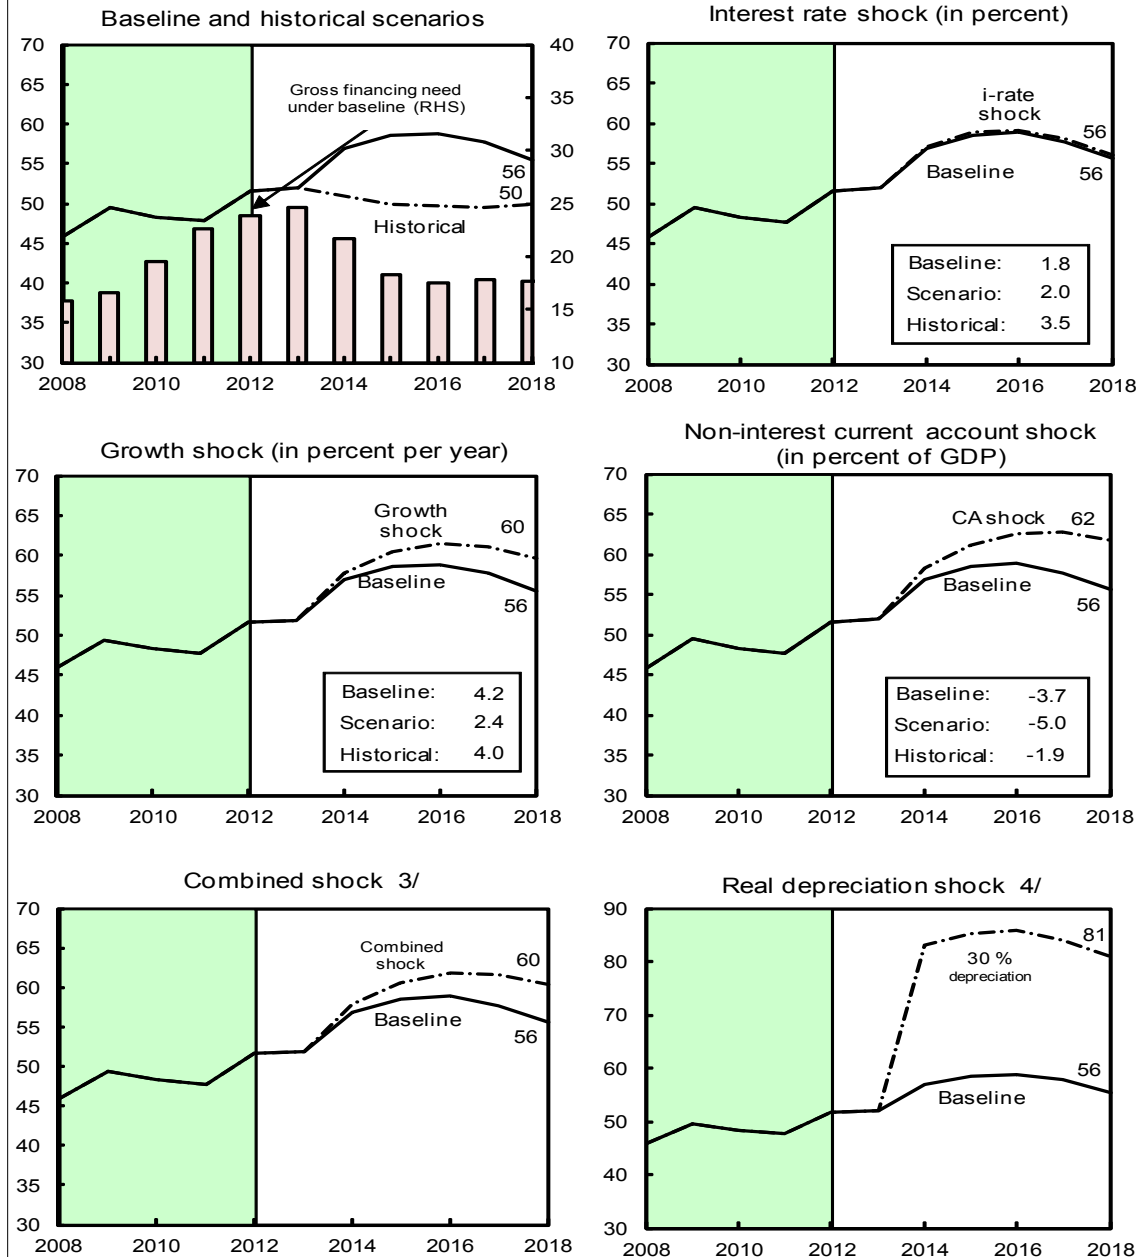 Baseline and historical scenarios
70
65
60
55
50
45
40
35
30
40
35
30
25
20
15
10
Gross financing need
under baseline (RHS)
56
50
Historical
2008 2010 2012 2014 2016 2018
Interest rate shock (in percent)
70
65
60
55
50
45
40
35
30
i-rate
shock
56
Baseline
56
Baseline: 1.8
Scenario: 2.0
Historical: 3.5
2008 2010 2012 2014 2016 2018
Growth shock (in percent per year)
70
65
60
55
50
45
40
35
30
Growth
shock
60
Baseline
56
Baseline: 4.2
Scenario: 2.4
Historical: 4.0
2008 2010 2012 2014 2016 2018
Non-interest current account shock
(in percent of GDP)
70
65
60
55
50
45
40
35
30
CA shock 62
Baseline
56
Baseline: -3.7
Scenario: -5.0
Historical: -1.9
2008 2010 2012 2014 2016 2018
Combined shock 3/
70
65
60
55
50
45
40
35
30
Combined
shock
60
Baseline
56
2008 2010 2012 2014 2016 2018
Real depreciation shock 4/
90
80
70
60
50
40
30
81
30 %
depreciation
56
Baseline
2008 2010 2012 2014 2016 2018